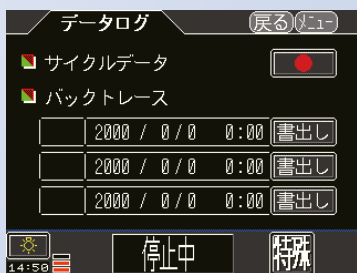 データログ 戻る メニュー
サイクルデータ
バックトレース
2000 / 0/0 0:00 書出し
2000 / 0/0 0:00 書出し
2000 / 0/0 0:00 書出し
14:50 停止中 特殊